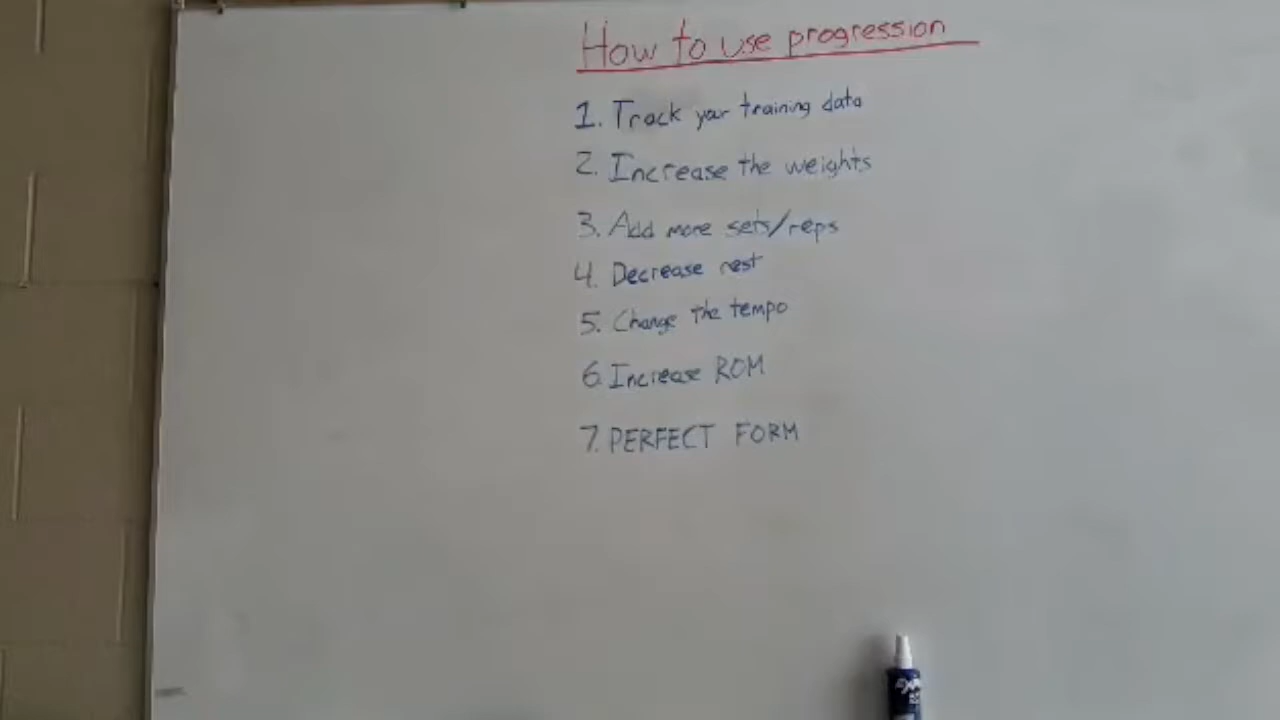 How to use progression
1. Track your training data
2. Increase the weights
3. Add more sets/reps
4. Decrease rest
5. Change the tempo
6. Increase ROM
7. PERFECT FORM